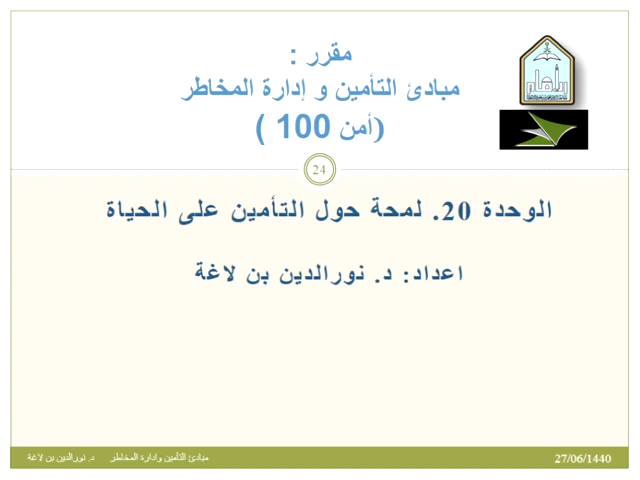 مقرر :
مبادئ التأمين و إدارة المخاطر
(أمن 100 )
24
الوحدة 20. لمحة حول التأمين على الحياة
اعداد: د. نورالدين بن لاغة
مبادئ التأمين وادارة المخاطر د. نورالدين بن لاغة
27/06/1440